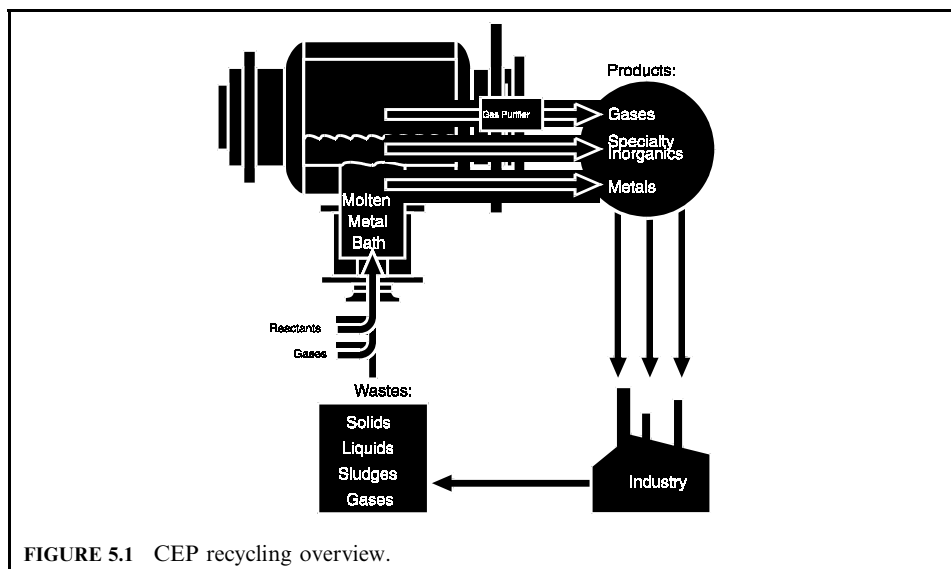 Products:
Gas Purifier
Gases
Specialty
Inorganics
Metals
Molten
Metal
Bath
Reactants
Gases
Wastes:
Solids
Liquids
Sludges
Gases
Industry
FIGURE 5.1 CEP recycling overview.